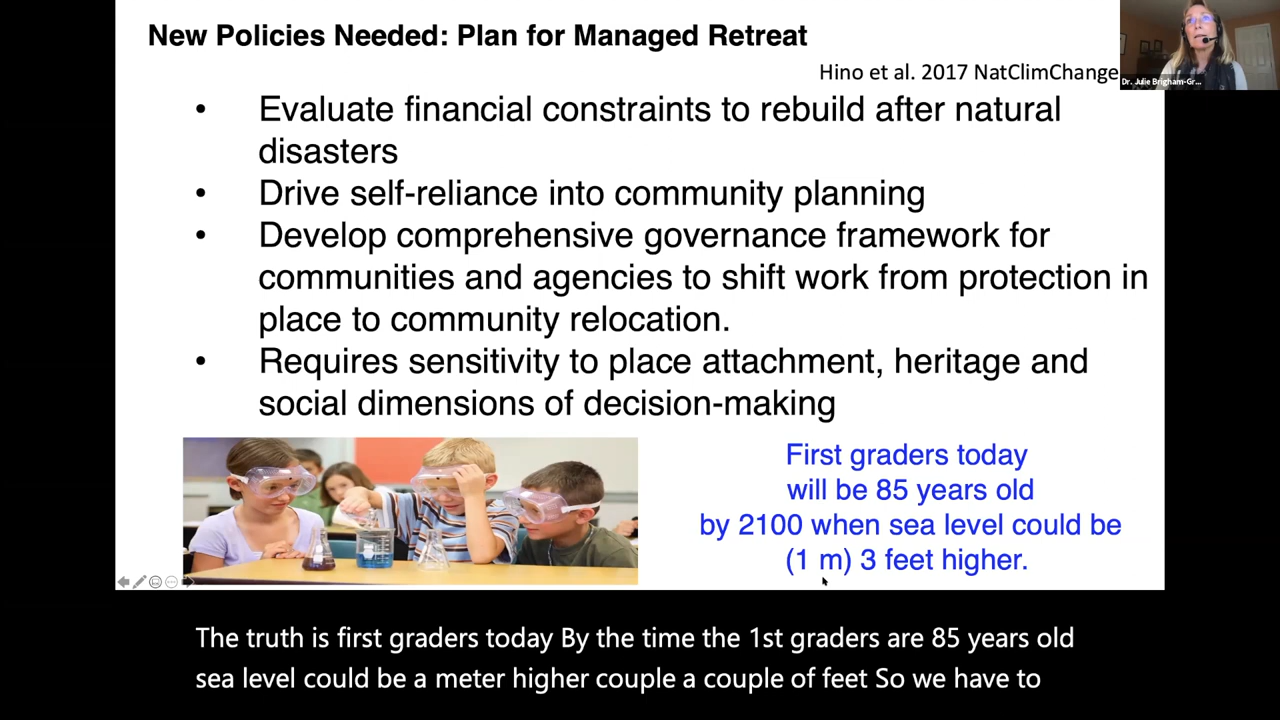 New Policies Needed: Plan for Managed Retreat
Hino et al. 2017 NatClimChange
Dr. Julie Brigham-Gr...
• Evaluate financial constraints to rebuild after natural
disasters
• Drive self-reliance into community planning
• Develop comprehensive governance framework for
communities and agencies to shift work from protection in
place to community relocation.
• Requires sensitivity to place attachment, heritage and
social dimensions of decision-making
First graders today
will be 85 years old
by 2100 when sea level could be
(1 m) 3 feet higher.
The truth is first graders today By the time the 1st graders are 85 years old
sea level could be a meter higher couple a couple of feet So we have to